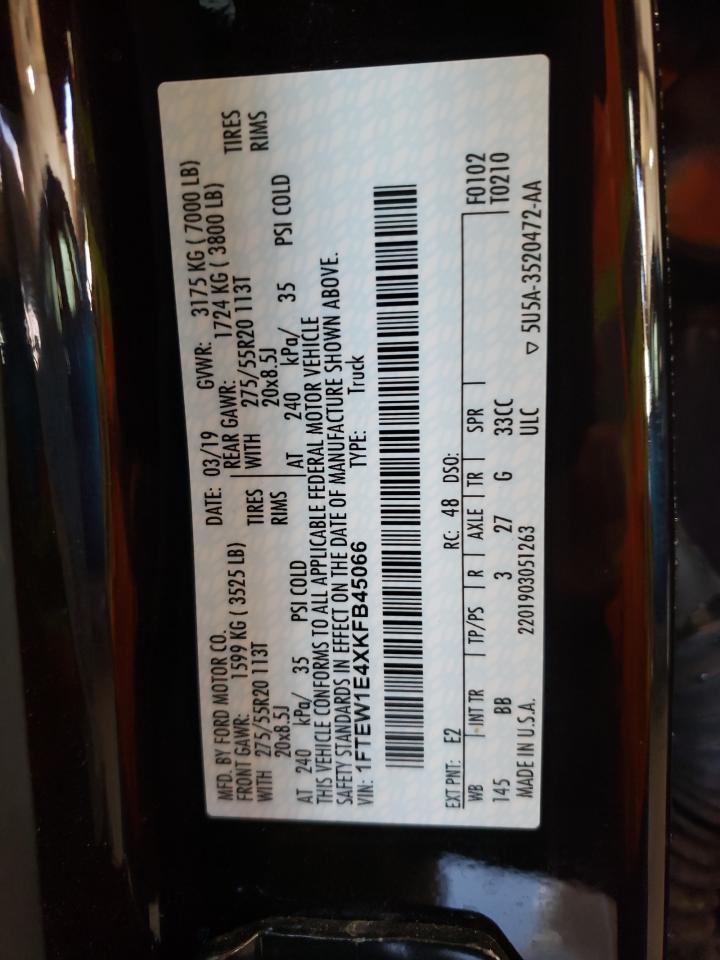 MFD. BY FORD MOTOR CO.
DATE: 03/19 GVWR: 3175 KG ( 7000 LB)
FRONT GAWR: 1599 KG ( 3525 LB)
REAR GAWR: 1724 KG ( 3800 LB)
WITH 275/55R20 113T TIRES
WITH 275/55R20 113T TIRES
20x8.5J RIMS
20x8.5J RIMS
AT 240 kPa/ 35 PSI COLD
AT 240 kPa/ 35 PSI COLD
THIS VEHICLE CONFORMS TO ALL APPLICABLE FEDERAL MOTOR VEHICLE
SAFETY STANDARDS IN EFFECT ON THE DATE OF MANUFACTURE SHOWN ABOVE.
VIN: 1FTEW1E4XKFB45066 TYPE: Truck
EXT PNT: E2 RC: 48 DSO:
WB INT TR TP/PS R AXLE TR SPR F0102
145 BB 3 27 G 33CC T0210
MADE IN U.S.A. 2201903051263 ULC
▽ 5U5A-3520472-AA